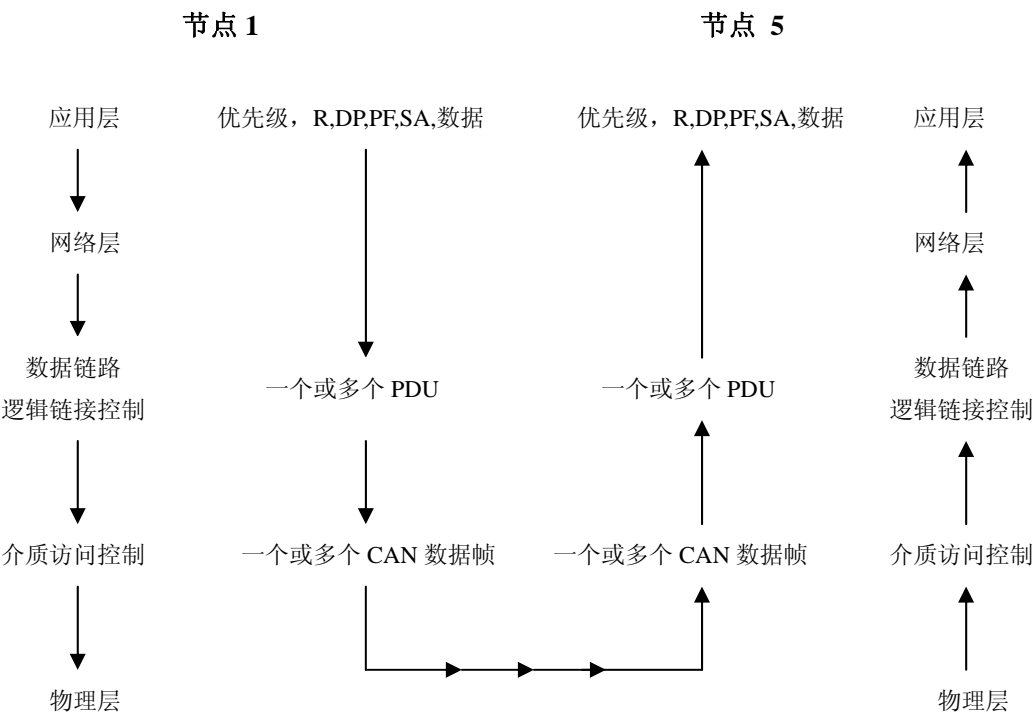 节点1 节点 5
应用层 优先级，R,DP,PF,SA,数据 优先级，R,DP,PF,SA,数据 应用层
网络层 网络层
数据链路 数据链路
一个或多个 PDU 一个或多个 PDU
逻辑链接控制 逻辑链接控制
介质访问控制 一个或多个 CAN 数据帧 一个或多个 CAN 数据帧 介质访问控制
物理层 物理层